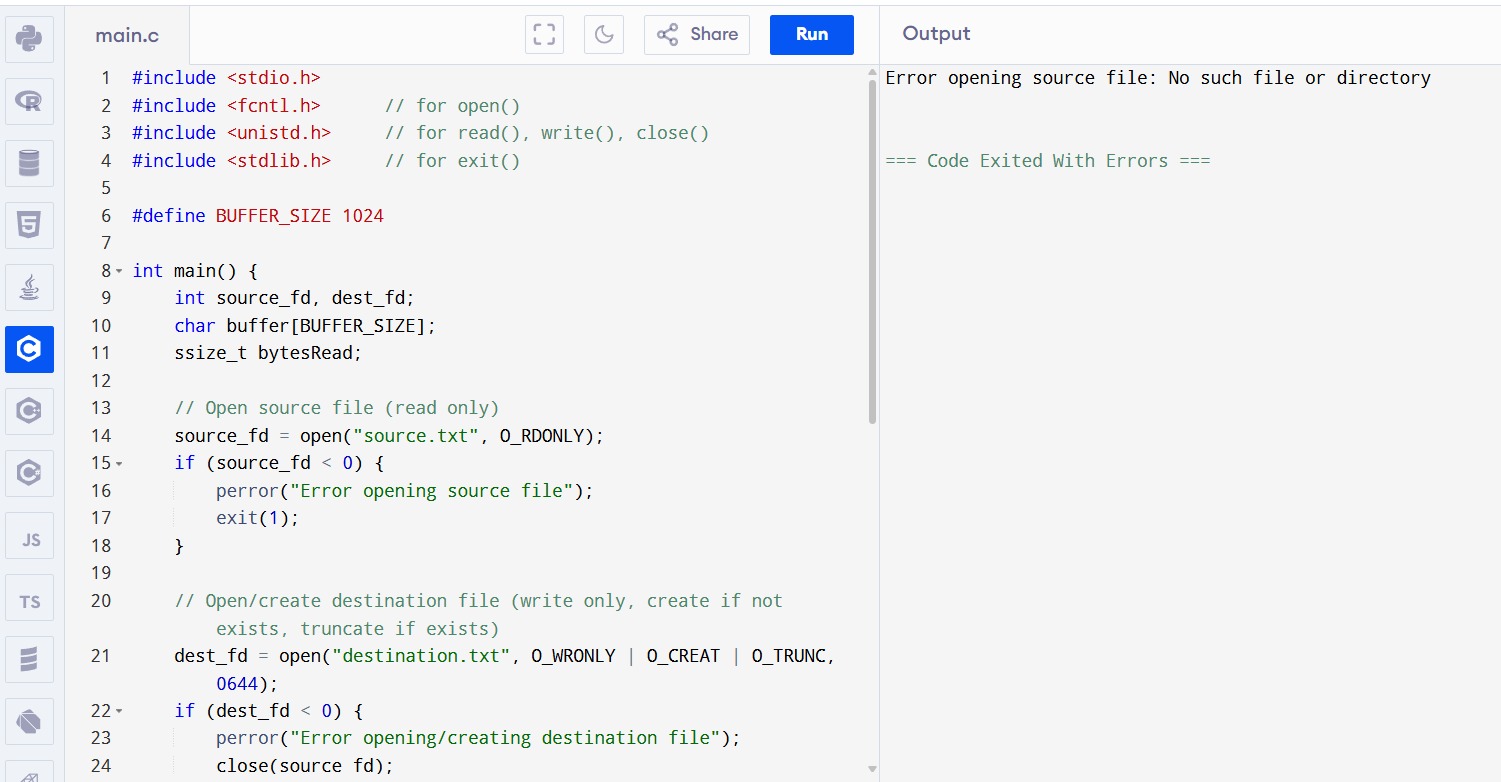 main.c
Share
Run
Output
1 #include <stdio.h>
2 #include <fcntl.h>      // for open()
3 #include <unistd.h>     // for read(), write(), close()
4 #include <stdlib.h>     // for exit()
5
6 #define BUFFER_SIZE 1024
7
8 int main() {
9     int source_fd, dest_fd;
10     char buffer[BUFFER_SIZE];
11     ssize_t bytesRead;
12
13     // Open source file (read only)
14     source_fd = open("source.txt", O_RDONLY);
15     if (source_fd < 0) {
16         perror("Error opening source file");
17         exit(1);
18     }
19
20     // Open/create destination file (write only, create if not
exists, truncate if exists)
21     dest_fd = open("destination.txt", O_WRONLY | O_CREAT | O_TRUNC,
0644);
22     if (dest_fd < 0) {
23         perror("Error opening/creating destination file");
24         close(source_fd);
Error opening source file: No such file or directory
=== Code Exited With Errors ===
JS
TS